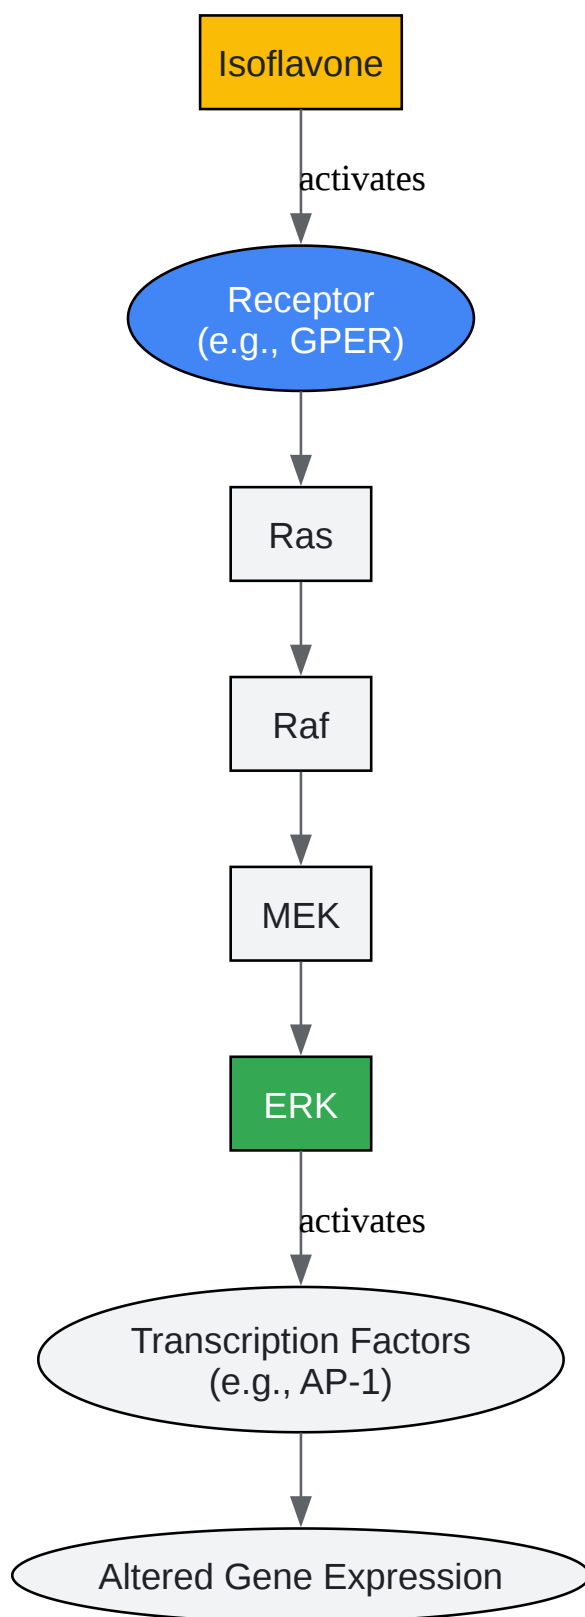 Isoflavone
activates
Receptor
(e.g., GPER)
Ras
Raf
MEK
ERK
activates
Transcription Factors
(e.g., AP-1)
Altered Gene Expression